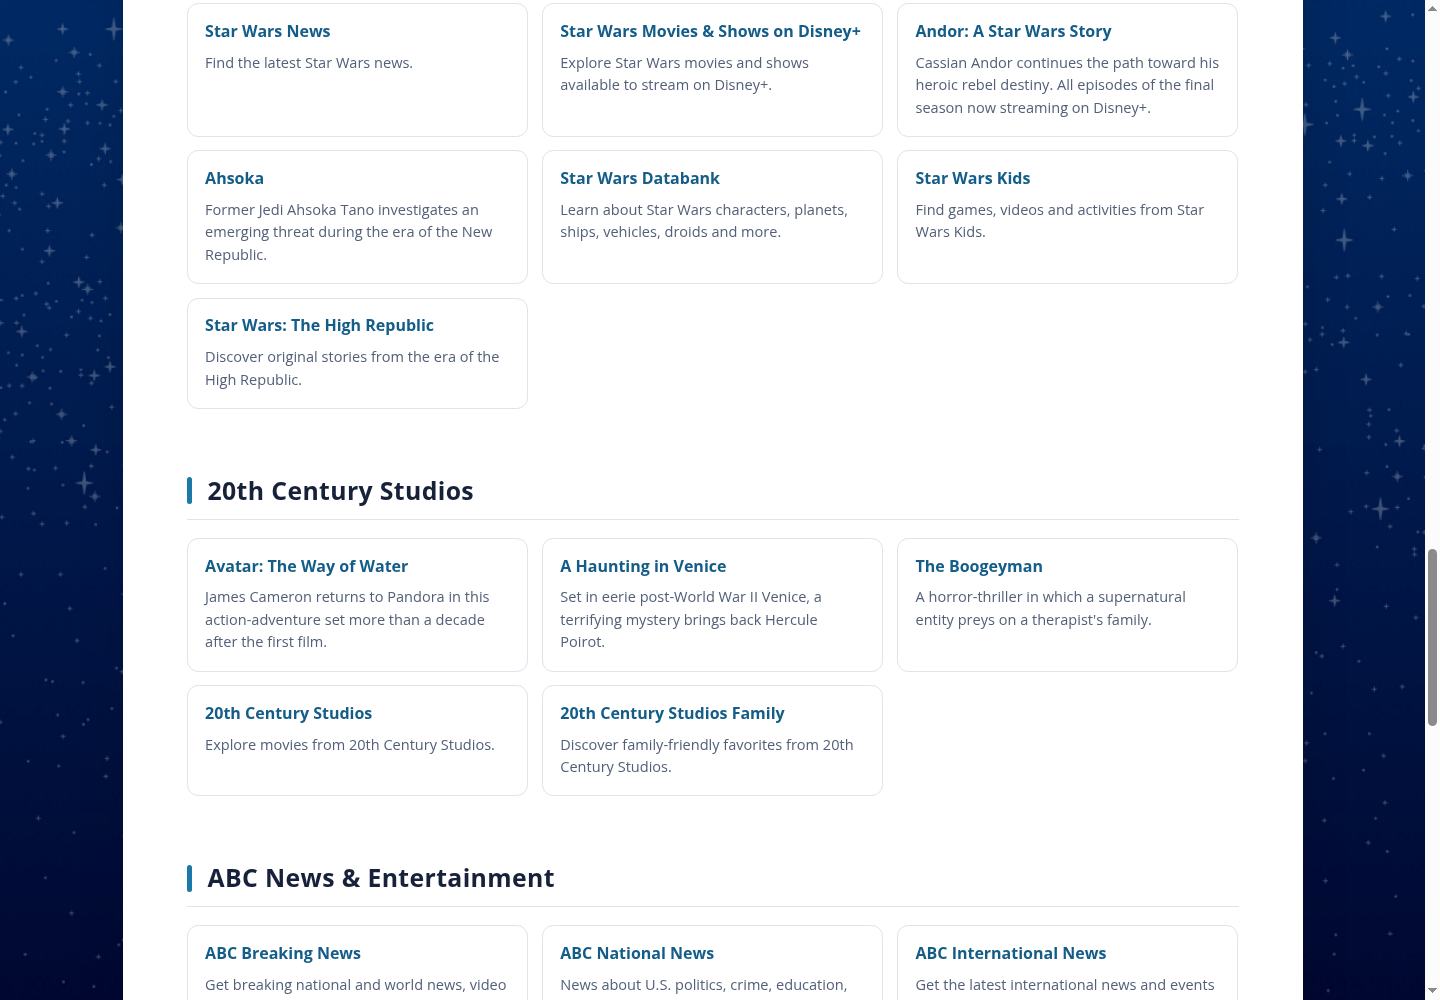 Star Wars News
Find the latest Star Wars news.
Star Wars Movies & Shows on Disney+
Explore Star Wars movies and shows
available to stream on Disney+.
Andor: A Star Wars Story
Cassian Andor continues the path toward his
heroic rebel destiny. All episodes of the final
season now streaming on Disney+.
Ahsoka
Former Jedi Ahsoka Tano investigates an
emerging threat during the era of the New
Republic.
Star Wars Databank
Learn about Star Wars characters, planets,
ships, vehicles, droids and more.
Star Wars Kids
Find games, videos and activities from Star
Wars Kids.
Star Wars: The High Republic
Discover original stories from the era of the
High Republic.
20th Century Studios
Avatar: The Way of Water
James Cameron returns to Pandora in this
action-adventure set more than a decade
after the first film.
A Haunting in Venice
Set in eerie post-World War II Venice, a
terrifying mystery brings back Hercule
Poirot.
The Boogeyman
A horror-thriller in which a supernatural
entity preys on a therapist's family.
20th Century Studios
Explore movies from 20th Century Studios.
20th Century Studios Family
Discover family-friendly favorites from 20th
Century Studios.
ABC News & Entertainment
ABC Breaking News
Get breaking national and world news, video
ABC National News
News about U.S. politics, crime, education,
ABC International News
Get the latest international news and events